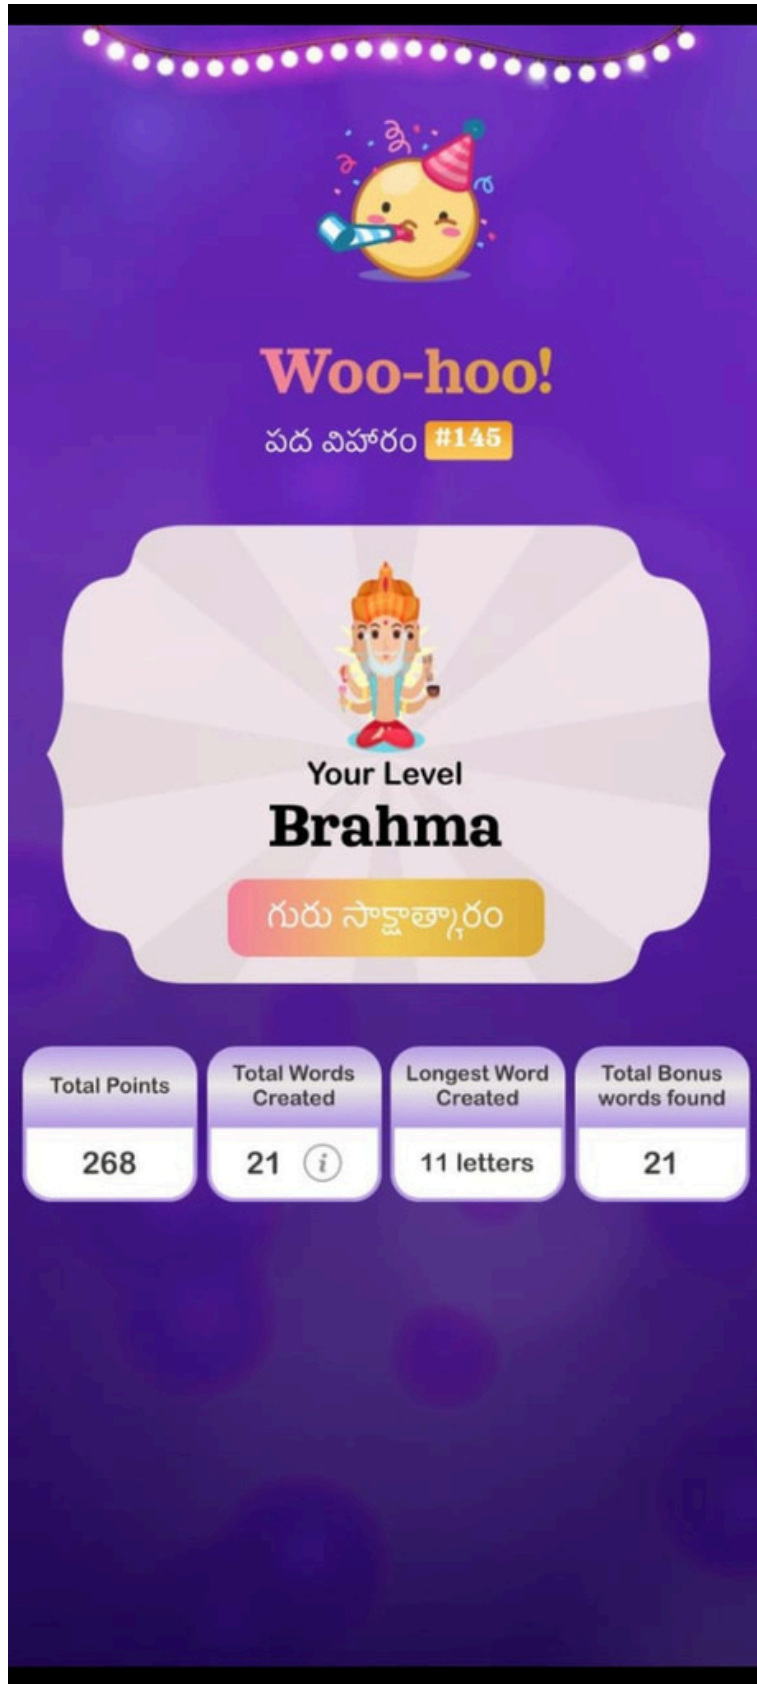 Woo-hoo!
పద విహారం #145
Your Level
Brahma
గురు సాక్షాత్కారం
Total Points
268
Total Words
Created
21 i
Longest Word
Created
11 letters
Total Bonus
words found
21